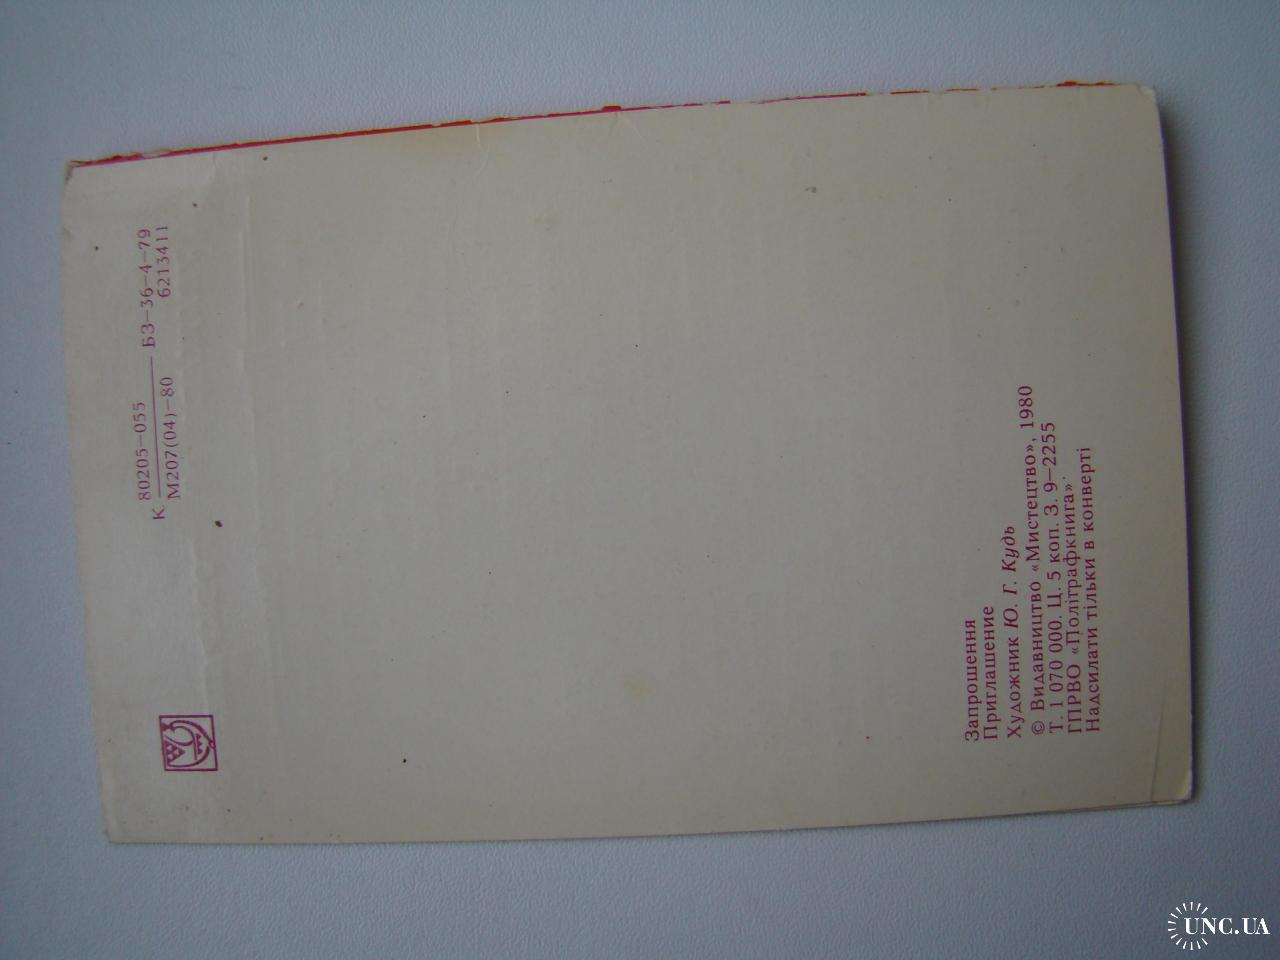 Запрошення
Приглашение
Художник Ю. Г. Кудь
© Видавництво «Мистецтво», 1980
Т. 1 070 000. Ц. 5 коп. З. 9—2255
ГПРВО «Політрафкнига».
Надсилати тільки в конверті
К 80205—055 БЗ—36—4—79
М207(04)—80 6213411
UNC.UA